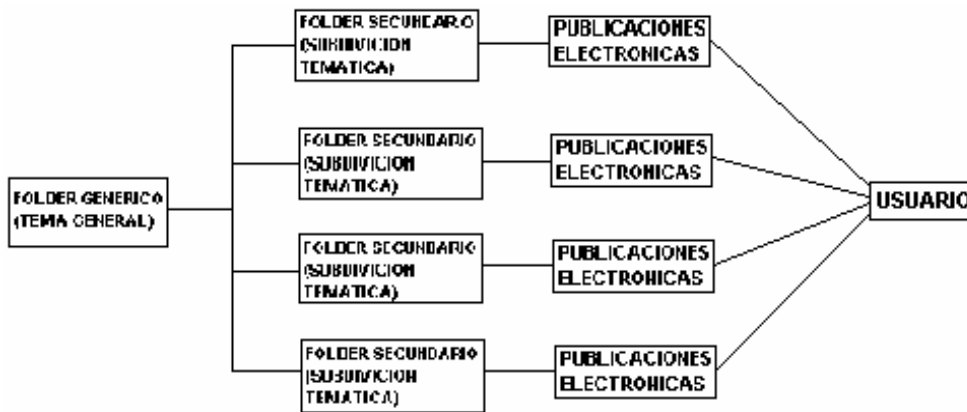 FOLDER SECUNDARIO
(SUBDIVICION
TEMATICA)
PUBLICACIONES
ELECTRONICAS
FOLDER SECUNDARIO
(SUBDIVICION
TEMATICA)
PUBLICACIONES
ELECTRONICAS
FOLDER GENERICO
(TEMA GENERAL)
USUARIO
FOLDER SECUNDARIO
(SUBDIVICION
TEMATICA)
PUBLICACIONES
ELECTRONICAS
FOLDER SECUNDARIO
(SUBDIVICION
TEMATICA)
PUBLICACIONES
ELECTRONICAS